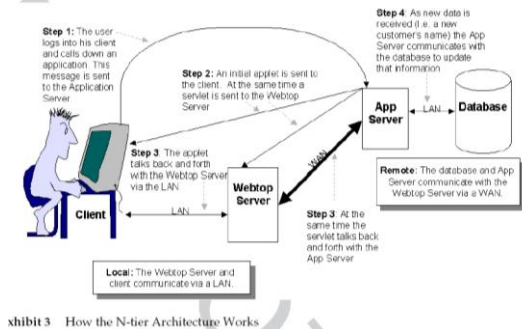 Step 1: The user
logs into his client
and calls down an
application. This
message is sent
to the Application
Server
Step 2: An initial applet is sent to
the client. At the same time a
servlet is sent to the Webtop
Server
Step 4: As new data is
received (i.e. a new
customer's name) the App
Server communicates with
the database to update
that information
App
Server
LAN
Database
Step 3: The applet
talks back and forth
with the Webtop Server
via the LAN
WAN
Remote: The database and App
Server communicate with the
Webtop Server via a WAN.
Client
LAN
Webtop
Server
Step 3: At the
same time the
servlet talks back
and forth with the
App Server
Local: The Webtop Server and
client communicate via a LAN.
xhibit 3 How the N-tier Architecture Works